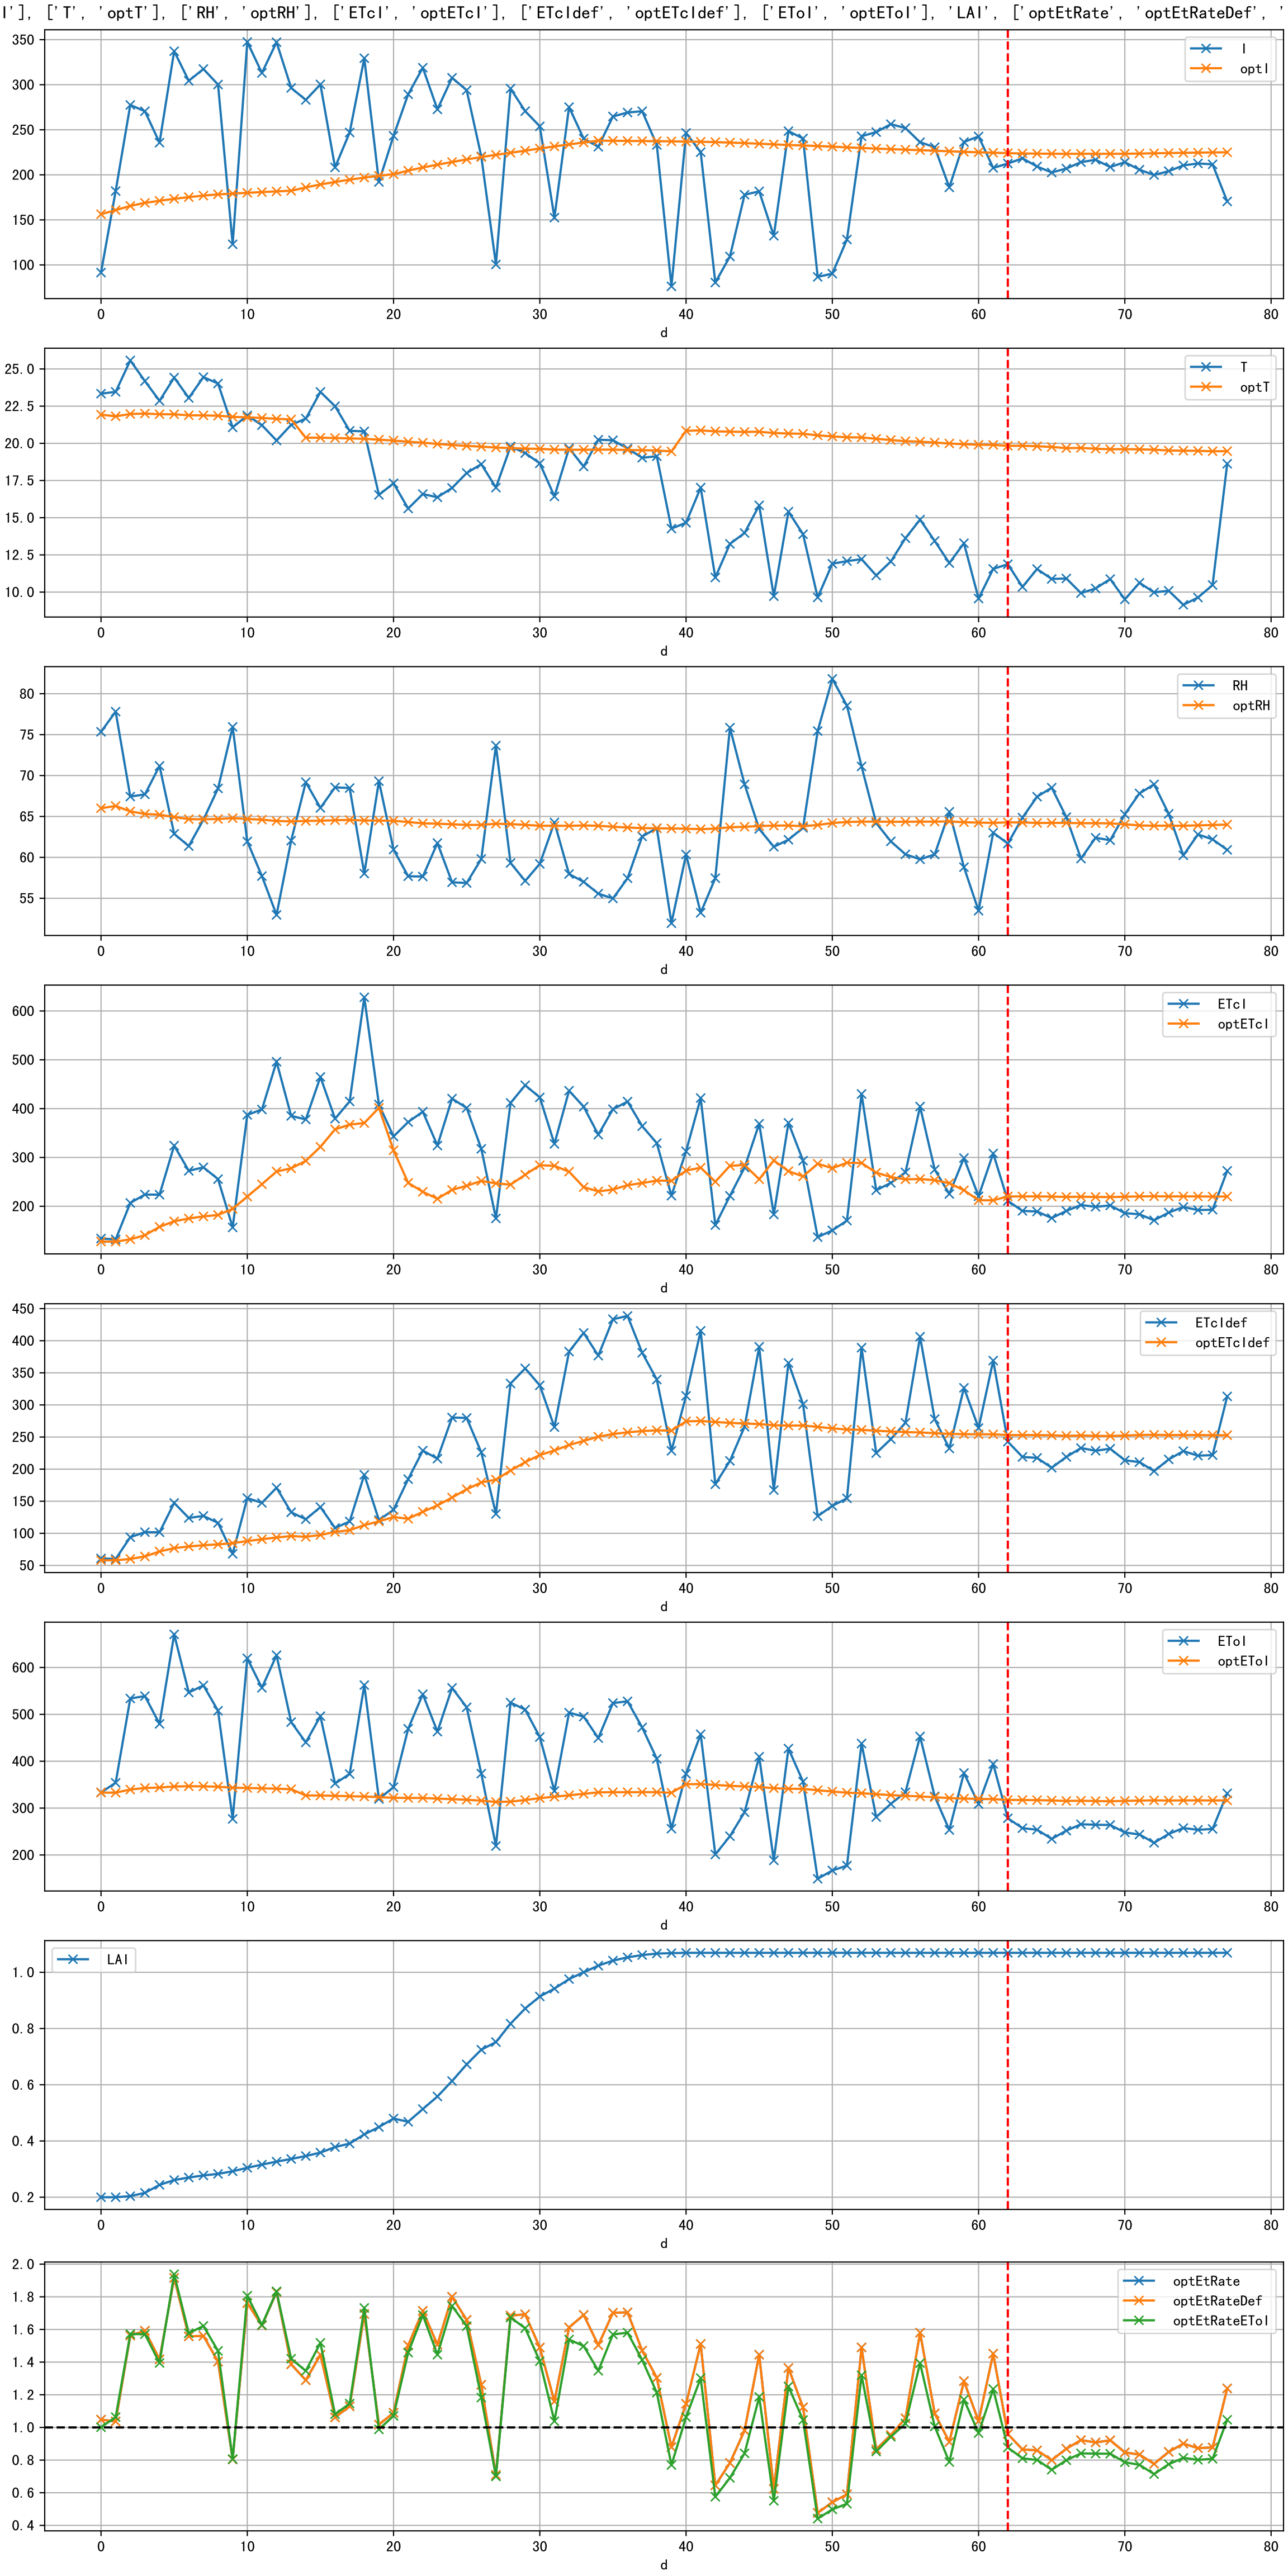 I'], ['T', 'optT'], ['RH', 'optRH'], ['ETcI', 'optETcI'], ['ETcIdef', 'optETcIdef'], ['EToI', 'optEToI'], 'LAI', ['optEtRate', 'optEtRateDef', '
350
300
250
200
150
100
I
optI
0 10 20 30 40 50 60 70 80
d
25.0
22.5
20.0
17.5
15.0
12.5
10.0
T
optT
0 10 20 30 40 50 60 70 80
d
80
75
70
65
60
55
RH
optRH
0 10 20 30 40 50 60 70 80
d
600
500
400
300
200
ETcI
optETcI
0 10 20 30 40 50 60 70 80
d
450
400
350
300
250
200
150
100
50
ETcIdef
optETcIdef
0 10 20 30 40 50 60 70 80
d
600
500
400
300
200
EToI
optEToI
0 10 20 30 40 50 60 70 80
d
1.0
0.8
0.6
0.4
0.2
LAI
0 10 20 30 40 50 60 70 80
d
2.0
1.8
1.6
1.4
1.2
1.0
0.8
0.6
0.4
optEtRate
optEtRateDef
optEtRateEToI
0 10 20 30 40 50 60 70 80
d